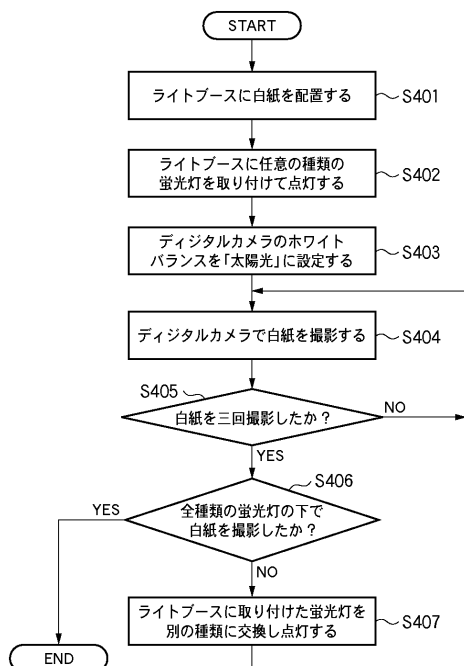 START
ライトブースに白紙を配置する
S401
ライトブースに任意の種類の
蛍光灯を取り付けて点灯する
S402
ディジタルカメラのホワイト
バランスを「太陽光」に設定する
S403
ディジタルカメラで白紙を撮影する
S404
S405
白紙を三回撮影したか?
NO
YES
S406
全種類の蛍光灯の下で
白紙を撮影したか?
YES
NO
ライトブースに取り付けた蛍光灯を
別の種類に交換し点灯する
S407
END